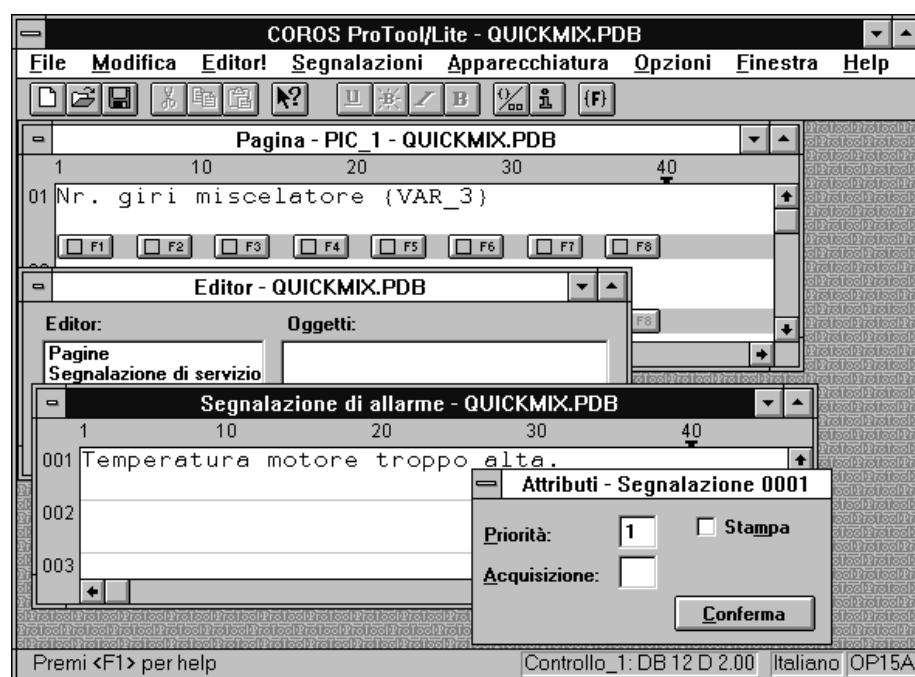 COROS ProTool/Lite - QUICKMIX.PDB
File Modifica Editor! Segnalazioni Apparecchiatura Opzioni Finestra Help
U B I B 0/00 i {F}
Pagina - PIC_1 - QUICKMIX.PDB
1 10 20 30 40
01 Nr. giri miscelatore {VAR_3}
F1 F2 F3 F4 F5 F6 F7 F8
Editor - QUICKMIX.PDB
Editor: Oggetti:
F8
Pagine
Segnalazione di servizio
Segnalazione di allarme - QUICKMIX.PDB
1 10 20 30 40
001 Temperatura motore troppo alta.
Attributi - Segnalazione 0001
002
Priorità: 1 Stampa
003
Acquisizione:
Conferma
Premi <F1> per help Controllo_1: DB 12 D 2.00 Italiano OP15A